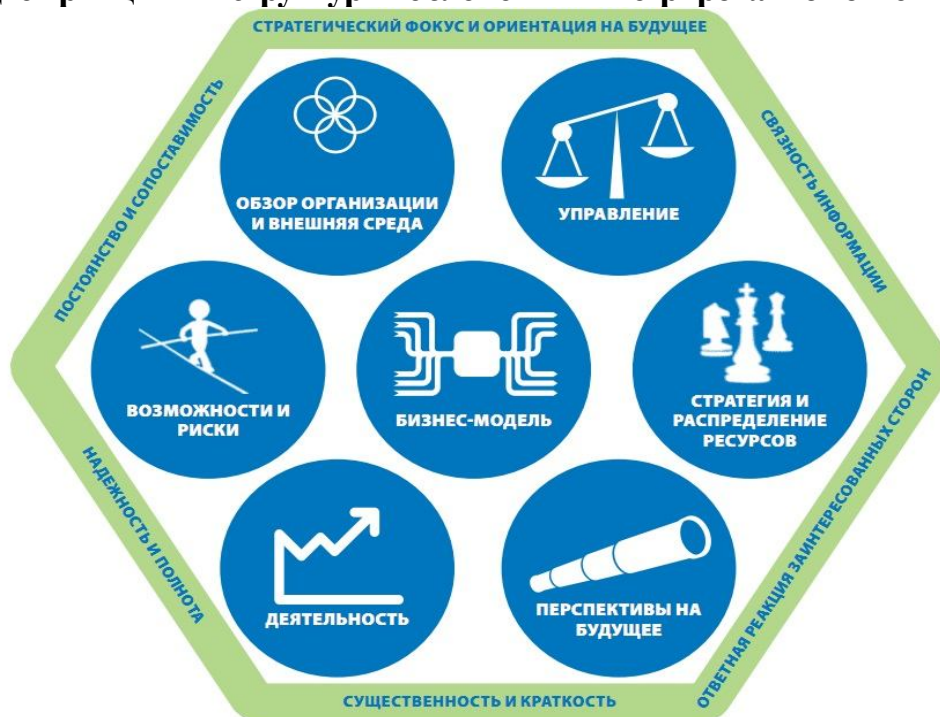 СТРАТЕГИЧЕСКИЙ ФОКУС И ОРИЕНТАЦИЯ НА БУДУЩЕЕ
ПОСТОЯНСТВО И СОПОСТАВИМОСТЬ
СВЯЗНОСТЬ ИНФОРМАЦИИ
ОБЗОР ОРГАНИЗАЦИИ
И ВНЕШНЯЯ СРЕДА
УПРАВЛЕНИЕ
ВОЗМОЖНОСТИ И
РИСКИ
БИЗНЕС-МОДЕЛЬ
СТРАТЕГИЯ И
РАСПРЕДЕЛЕНИЕ
РЕСУРСОВ
НАДЕЖНОСТЬ И ПОЛНОТА
ОТВЕТНАЯ РЕАКЦИЯ ЗАИНТЕРЕСОВАННЫХ СТОРОН
ДЕЯТЕЛЬНОСТЬ
ПЕРСПЕКТИВЫ НА
БУДУЩЕЕ
СУЩЕСТВЕННОСТЬ И КРАТКОСТЬ